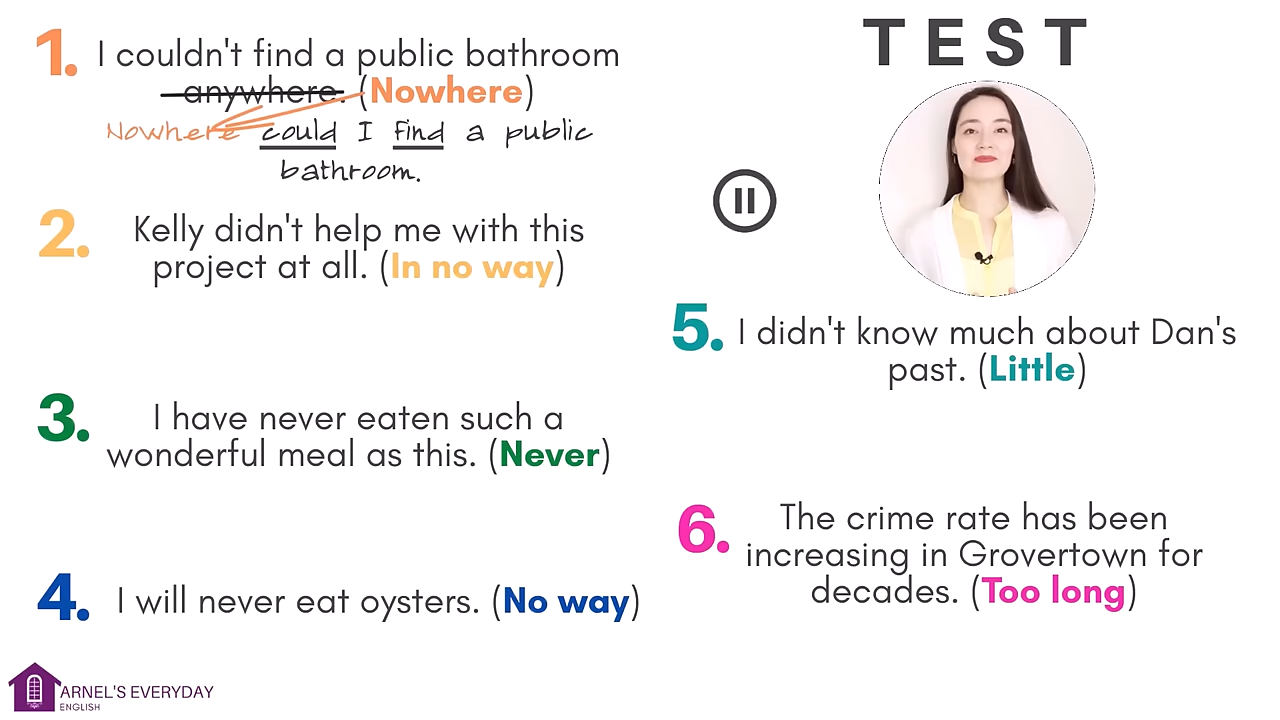 1. I couldn't find a public bathroom
anywhere. (Nowhere)
Nowhere could I find a public
bathroom.
2. Kelly didn't help me with this
project at all. (In no way)
3. I have never eaten such a
wonderful meal as this. (Never)
4. I will never eat oysters. (No way)
TEST
5. I didn't know much about Dan's
past. (Little)
6. The crime rate has been
increasing in Grovertown for
decades. (Too long)
ARNEL'S EVERYDAY
ENGLISH